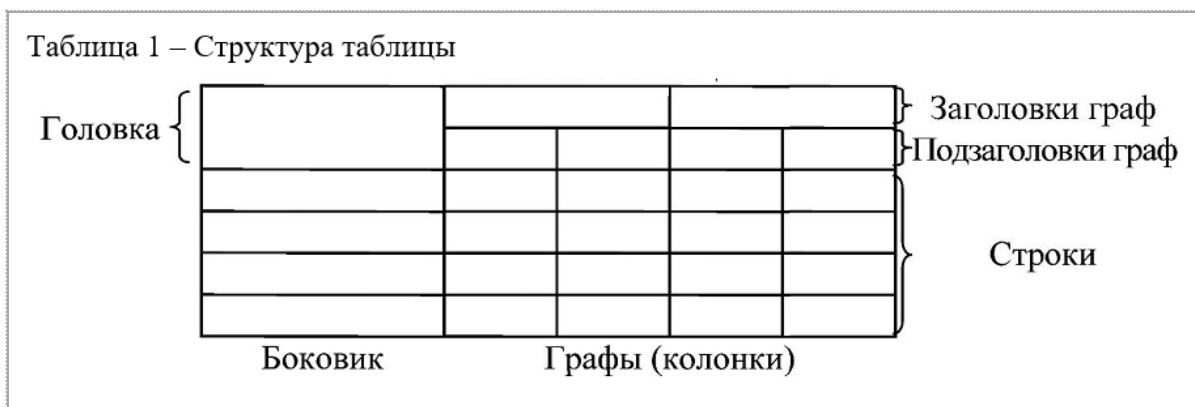 Таблица 1 – Структура таблицы
Головка
Заголовки граф
Подзаголовки граф
Строки
Боковик
Графы (колонки)